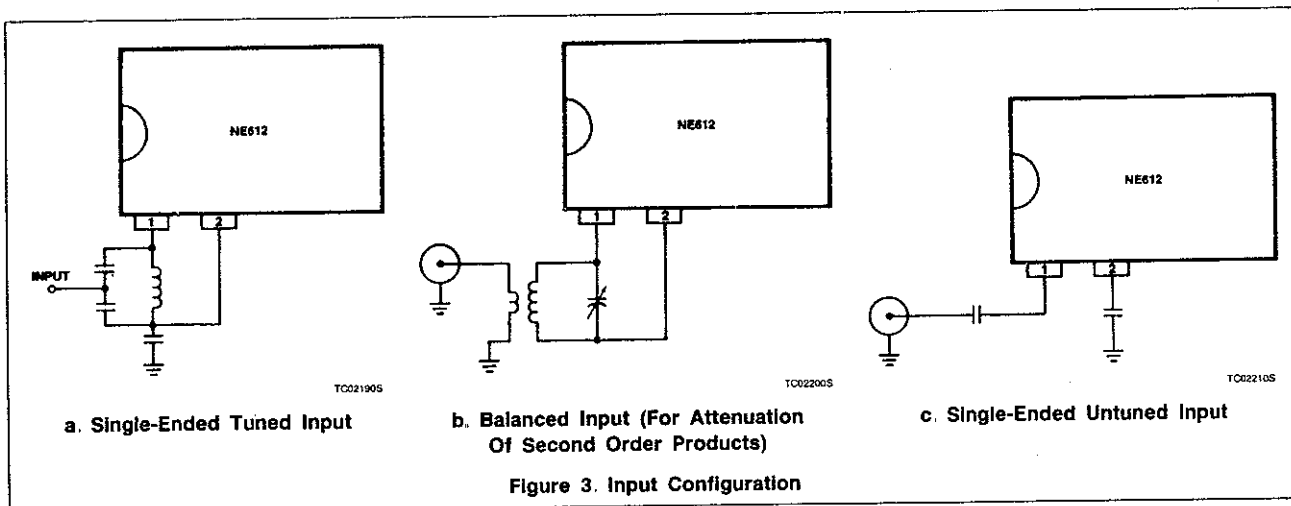 NE612
1
2
INPUT
TC02190S
a. Single-Ended Tuned Input
NE612
1
2
TC02200S
b. Balanced Input (For Attenuation
Of Second Order Products)
NE612
1
2
TC02210S
c. Single-Ended Untuned Input
Figure 3. Input Configuration